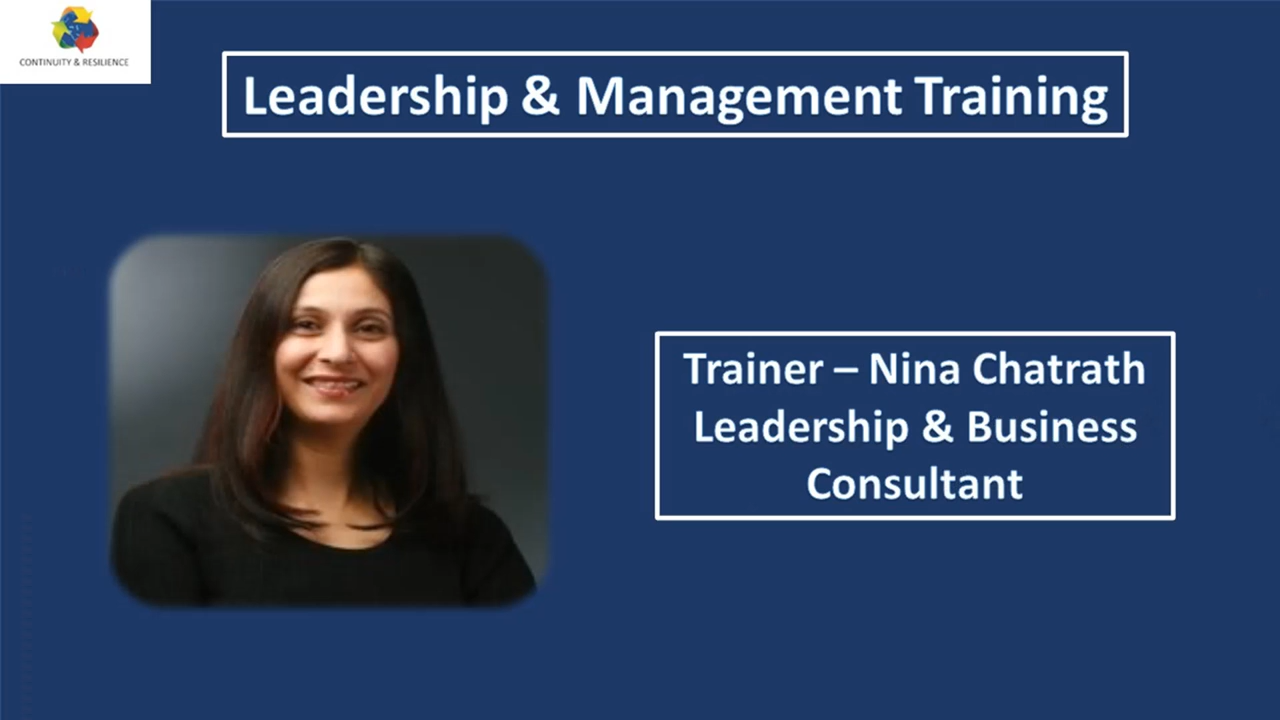 CONTINUITY & RESILIENCE
Leadership & Management Training
Trainer – Nina Chatrath
Leadership & Business
Consultant